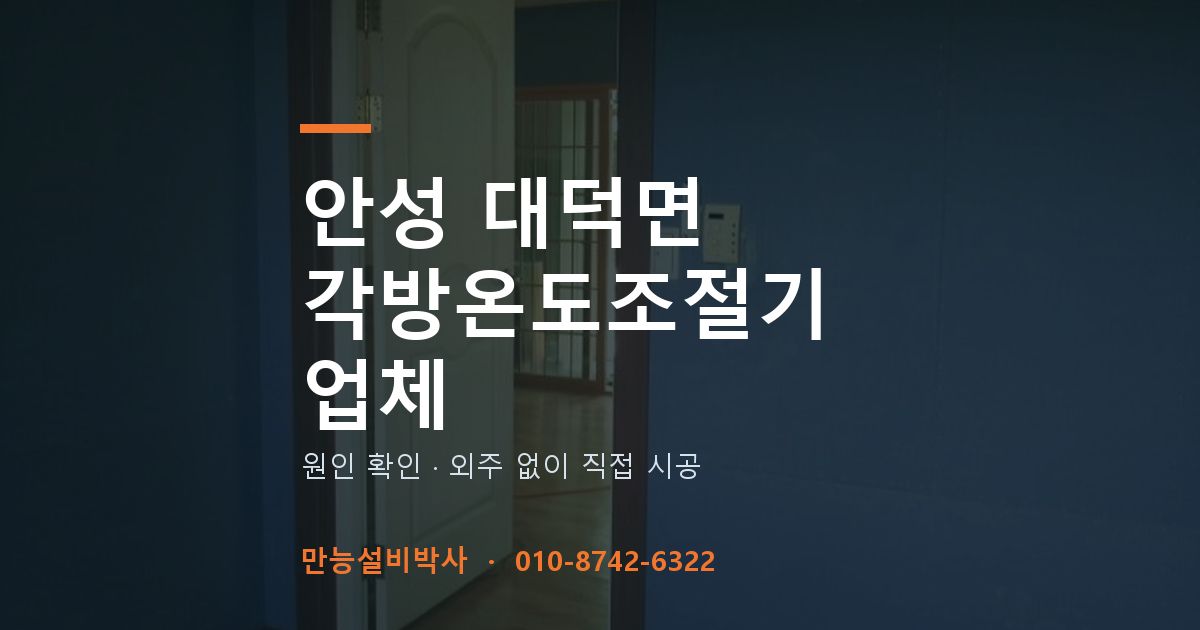 안성 대덕면
각방온도조절기
업체
원인 확인 · 외주 없이 직접 시공
만능설비박사 · 010-8742-6322